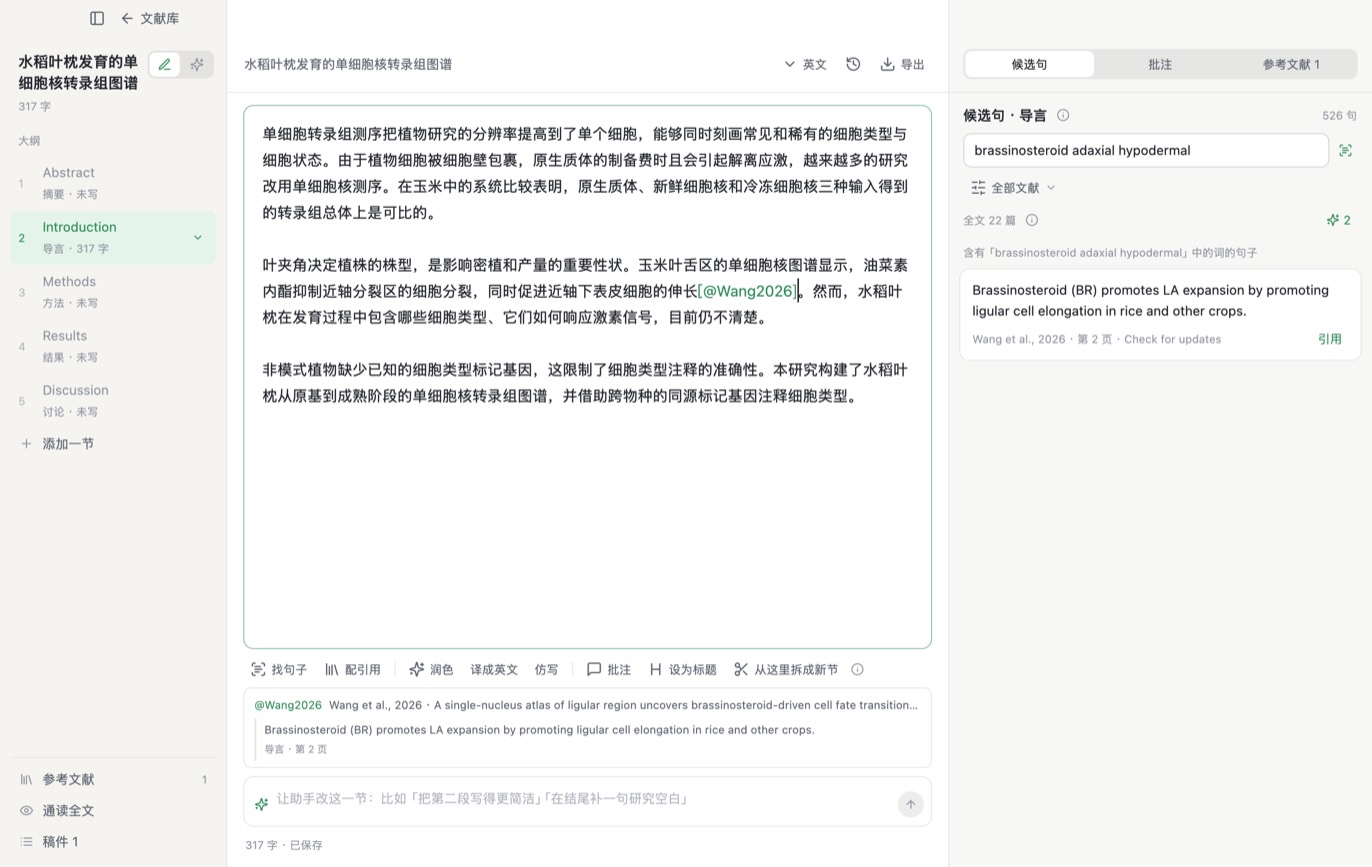 文献库
水稻叶枕发育的单
细胞核转录组图谱
317 字
大纲
1 Abstract
摘要 · 未写
2 Introduction
导言 · 317 字
3 Methods
方法 · 未写
4 Results
结果 · 未写
5 Discussion
讨论 · 未写
添加一节
参考文献 1
通读全文
稿件 1
水稻叶枕发育的单细胞核转录组图谱
英文 导出
单细胞转录组测序把植物研究的分辨率提高到了单个细胞，能够同时刻画常见和稀有的细胞类型与
细胞状态。由于植物细胞被细胞壁包裹，原生质体的制备费时且会引起解离应激，越来越多的研究
改用单细胞核测序。在玉米中的系统比较表明，原生质体、新鲜细胞核和冷冻细胞核三种输入得到
的转录组总体上是可比的。
叶夹角决定植株的株型，是影响密植和产量的重要性状。玉米叶舌区的单细胞核图谱显示，油菜素
内酯抑制近轴分裂区的细胞分裂，同时促进近轴下表皮细胞的伸长[@Wang2026]。然而，水稻叶
枕在发育过程中包含哪些细胞类型、它们如何响应激素信号，目前仍不清楚。
非模式植物缺少已知的细胞类型标记基因，这限制了细胞类型注释的准确性。本研究构建了水稻叶
枕从原基到成熟阶段的单细胞核转录组图谱，并借助跨物种的同源标记基因注释细胞类型。
找句子 配引用 润色 译成英文 仿写 批注 设为标题 从这里拆成新节
@Wang2026 Wang et al., 2026 · A single-nucleus atlas of ligular region uncovers brassinosteroid-driven cell fate transition...
Brassinosteroid (BR) promotes LA expansion by promoting ligular cell elongation in rice and other crops.
导言 · 第 2 页
让助手改这一节：比如「把第二段写得更简洁」「在结尾补一句研究空白」
317 字 · 已保存
候选句 批注 参考文献 1
候选句 · 导言 526 句
brassinosteroid adaxial hypodermal
全部文献
全文 22 篇 2
含有「brassinosteroid adaxial hypodermal」中的词的句子
Brassinosteroid (BR) promotes LA expansion by promoting
ligular cell elongation in rice and other crops.
Wang et al., 2026 · 第 2 页 · Check for updates 引用